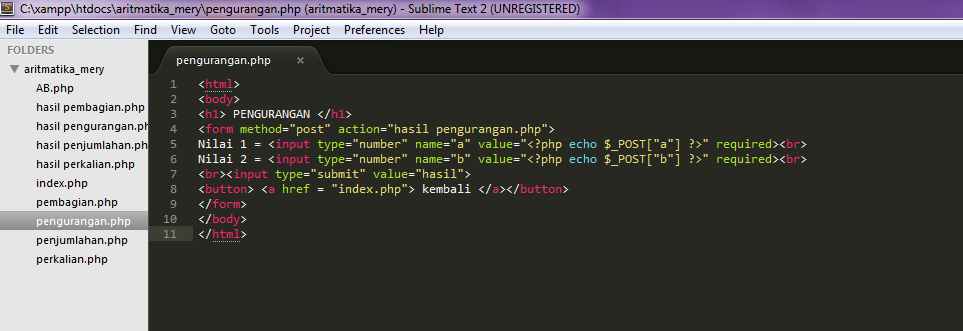 C:\xampp\htdocs\aritmatika_mery\pengurangan.php (aritmatika_mery) - Sublime Text 2 (UNREGISTERED)
File Edit Selection Find View Goto Tools Project Preferences Help
FOLDERS
aritmatika_mery
AB.php
hasil pembagian.php
hasil pengurangan.ph
hasil penjumlahan.ph
hasil perkalian.php
index.php
pembagian.php
pengurangan.php
penjumlahan.php
perkalian.php
pengurangan.php ×
1 <html>
2 <body>
3 <h1> PENGURANGAN </h1>
4 <form method="post" action="hasil pengurangan.php">
5 Nilai 1 = <input type="number" name="a" value="<?php echo $_POST["a"] ?>" required><br>
6 Nilai 2 = <input type="number" name="b" value="<?php echo $_POST["b"] ?>" required><br>
7 <br><input type="submit" value="hasil">
8 <button> <a href = "index.php"> kembali </a></button>
9 </form>
10 </body>
11 </html>